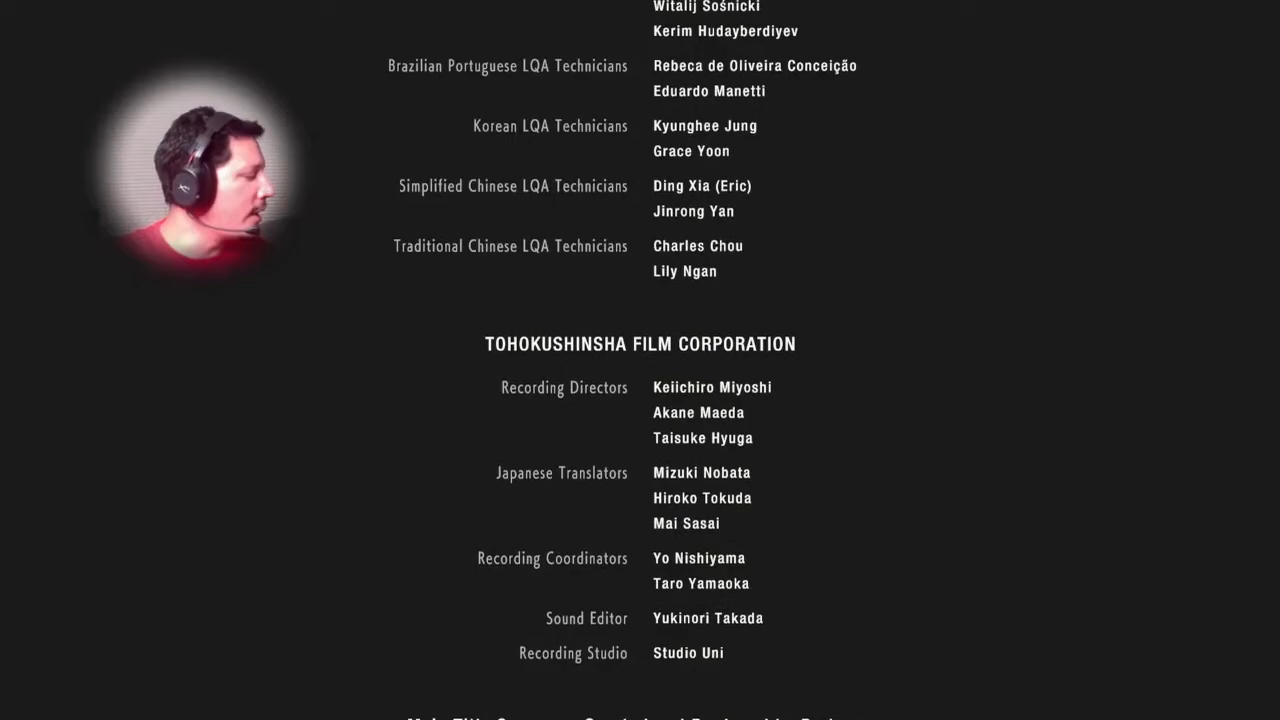 Witalij Sośnicki
Kerim Hudayberdiyev
Brazilian Portuguese LQA Technicians Rebeca de Oliveira Conceição
Eduardo Manetti
Korean LQA Technicians Kyunghee Jung
Grace Yoon
Simplified Chinese LQA Technicians Ding Xia (Eric)
Jinrong Yan
Traditional Chinese LQA Technicians Charles Chou
Lily Ngan
TOHOKUSHINSHA FILM CORPORATION
Recording Directors Keiichiro Miyoshi
Akane Maeda
Taisuke Hyuga
Japanese Translators Mizuki Nobata
Hiroko Tokuda
Mai Sasai
Recording Coordinators Yo Nishiyama
Taro Yamaoka
Sound Editor Yukinori Takada
Recording Studio Studio Uni